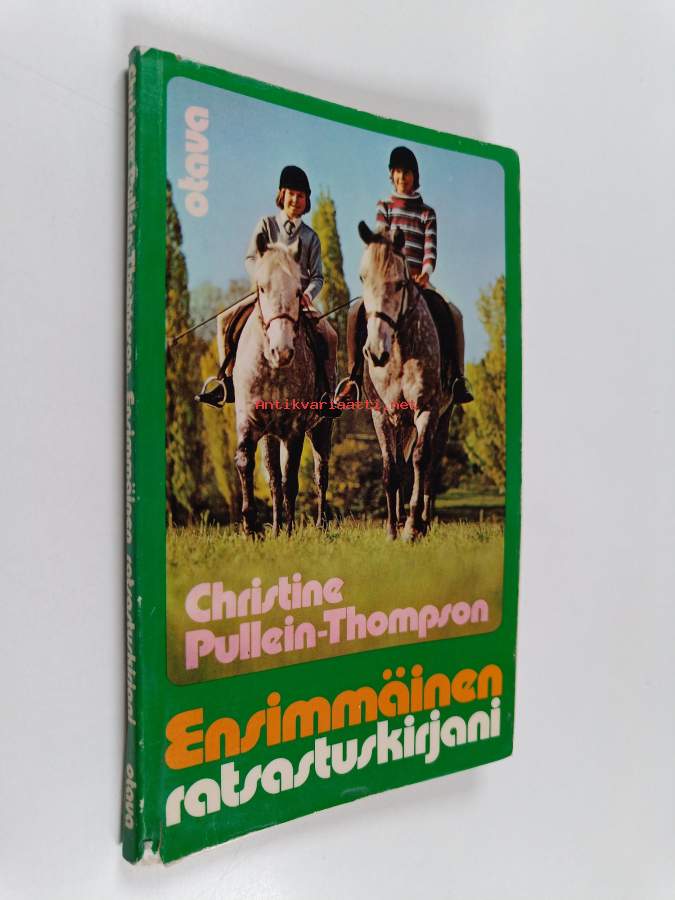 otava
Antikvariaatti.net
Christine
Pullein-Thompson
Ensimmäinen
ratsastuskirjani
Christine Pullein-Thompson Ensimmäinen ratsastuskirjani otava